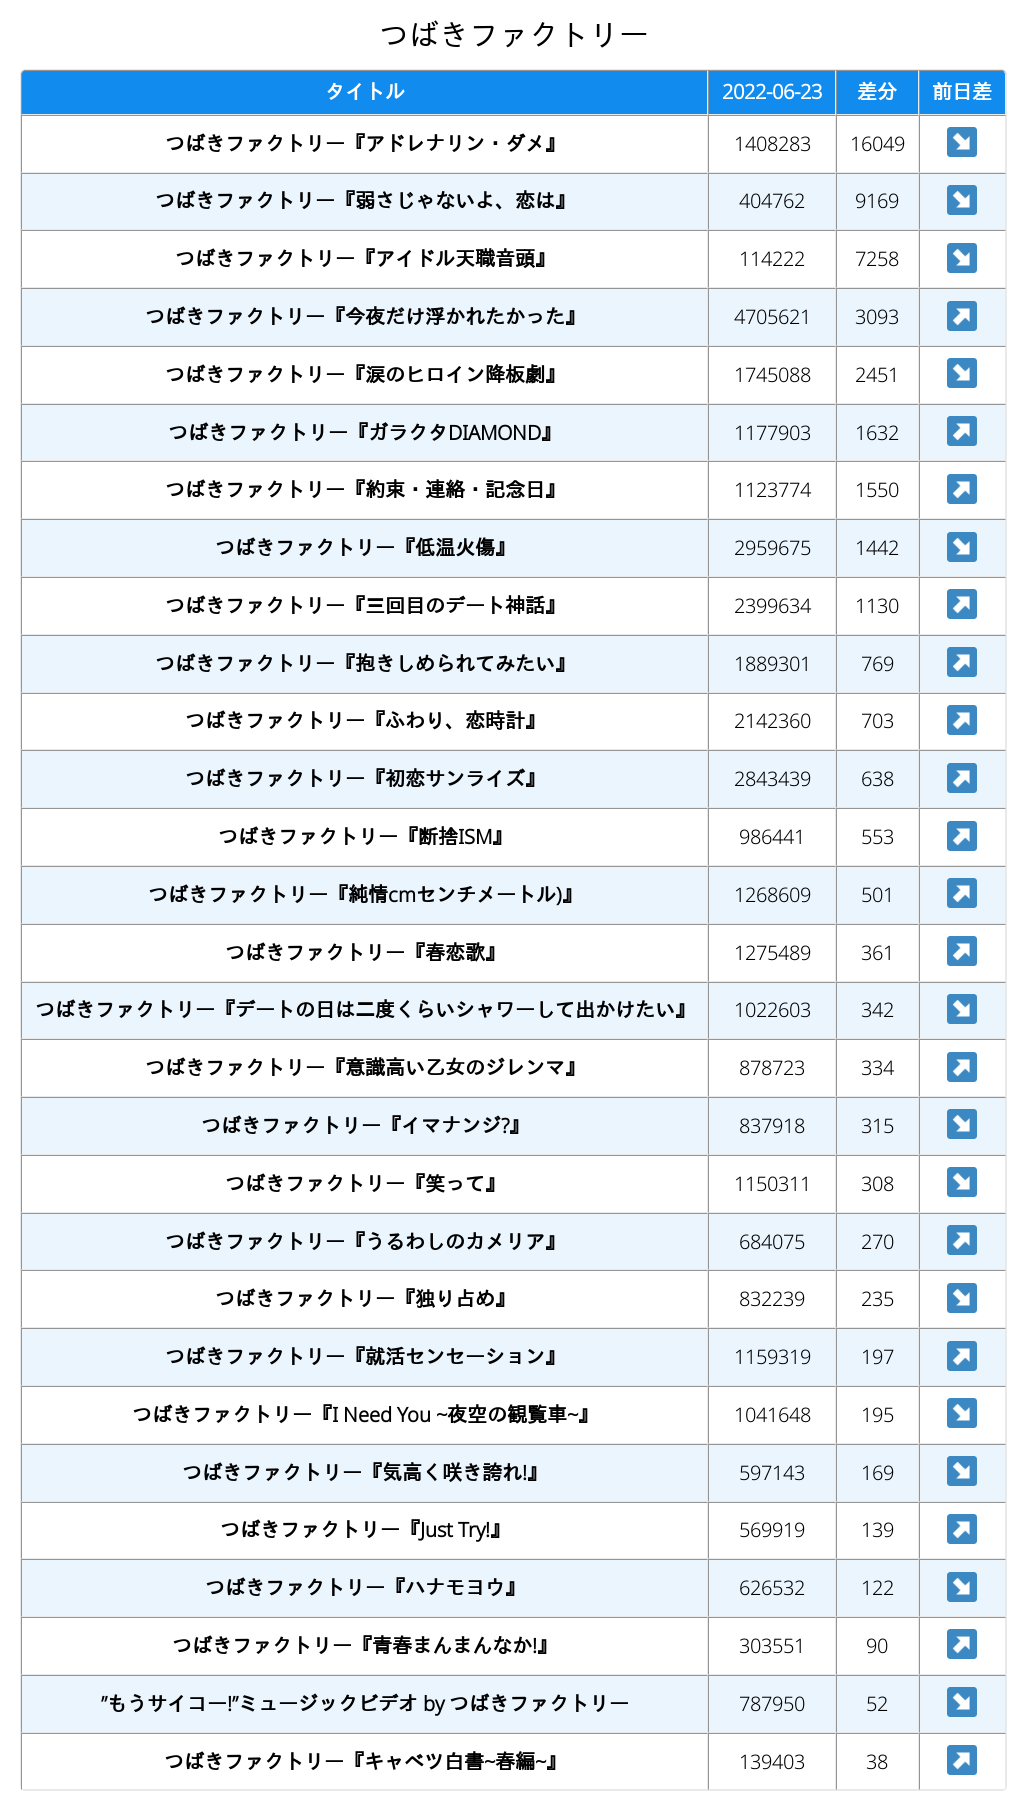 つばきファクトリー
タイトル 2022-06-23 差分 前日差
つばきファクトリー『アドレナリン・ダメ』 1408283 16049 ↘
つばきファクトリー『弱さじゃないよ、恋は』 404762 9169 ↘
つばきファクトリー『アイドル天職音頭』 114222 7258 ↘
つばきファクトリー『今夜だけ浮かれたかった』 4705621 3093 ↗
つばきファクトリー『涙のヒロイン降板劇』 1745088 2451 ↘
つばきファクトリー『ガラクタDIAMOND』 1177903 1632 ↗
つばきファクトリー『約束・連絡・記念日』 1123774 1550 ↗
つばきファクトリー『低温火傷』 2959675 1442 ↘
つばきファクトリー『三回目のデート神話』 2399634 1130 ↗
つばきファクトリー『抱きしめられてみたい』 1889301 769 ↗
つばきファクトリー『ふわり、恋時計』 2142360 703 ↗
つばきファクトリー『初恋サンライズ』 2843439 638 ↗
つばきファクトリー『断捨ISM』 986441 553 ↗
つばきファクトリー『純情cmセンチメートル)』 1268609 501 ↗
つばきファクトリー『春恋歌』 1275489 361 ↗
つばきファクトリー『デートの日は二度くらいシャワーして出かけたい』 1022603 342 ↘
つばきファクトリー『意識高い乙女のジレンマ』 878723 334 ↗
つばきファクトリー『イマナンジ?』 837918 315 ↘
つばきファクトリー『笑って』 1150311 308 ↘
つばきファクトリー『うるわしのカメリア』 684075 270 ↗
つばきファクトリー『独り占め』 832239 235 ↘
つばきファクトリー『就活センセーション』 1159319 197 ↗
つばきファクトリー『I Need You ~夜空の観覧車~』 1041648 195 ↘
つばきファクトリー『気高く咲き誇れ!』 597143 169 ↘
つばきファクトリー『Just Try!』 569919 139 ↗
つばきファクトリー『ハナモヨウ』 626532 122 ↘
つばきファクトリー『青春まんまんなか!』 303551 90 ↗
”もうサイコー!”ミュージックビデオ by つばきファクトリー 787950 52 ↘
つばきファクトリー『キャベツ白書~春編~』 139403 38 ↗